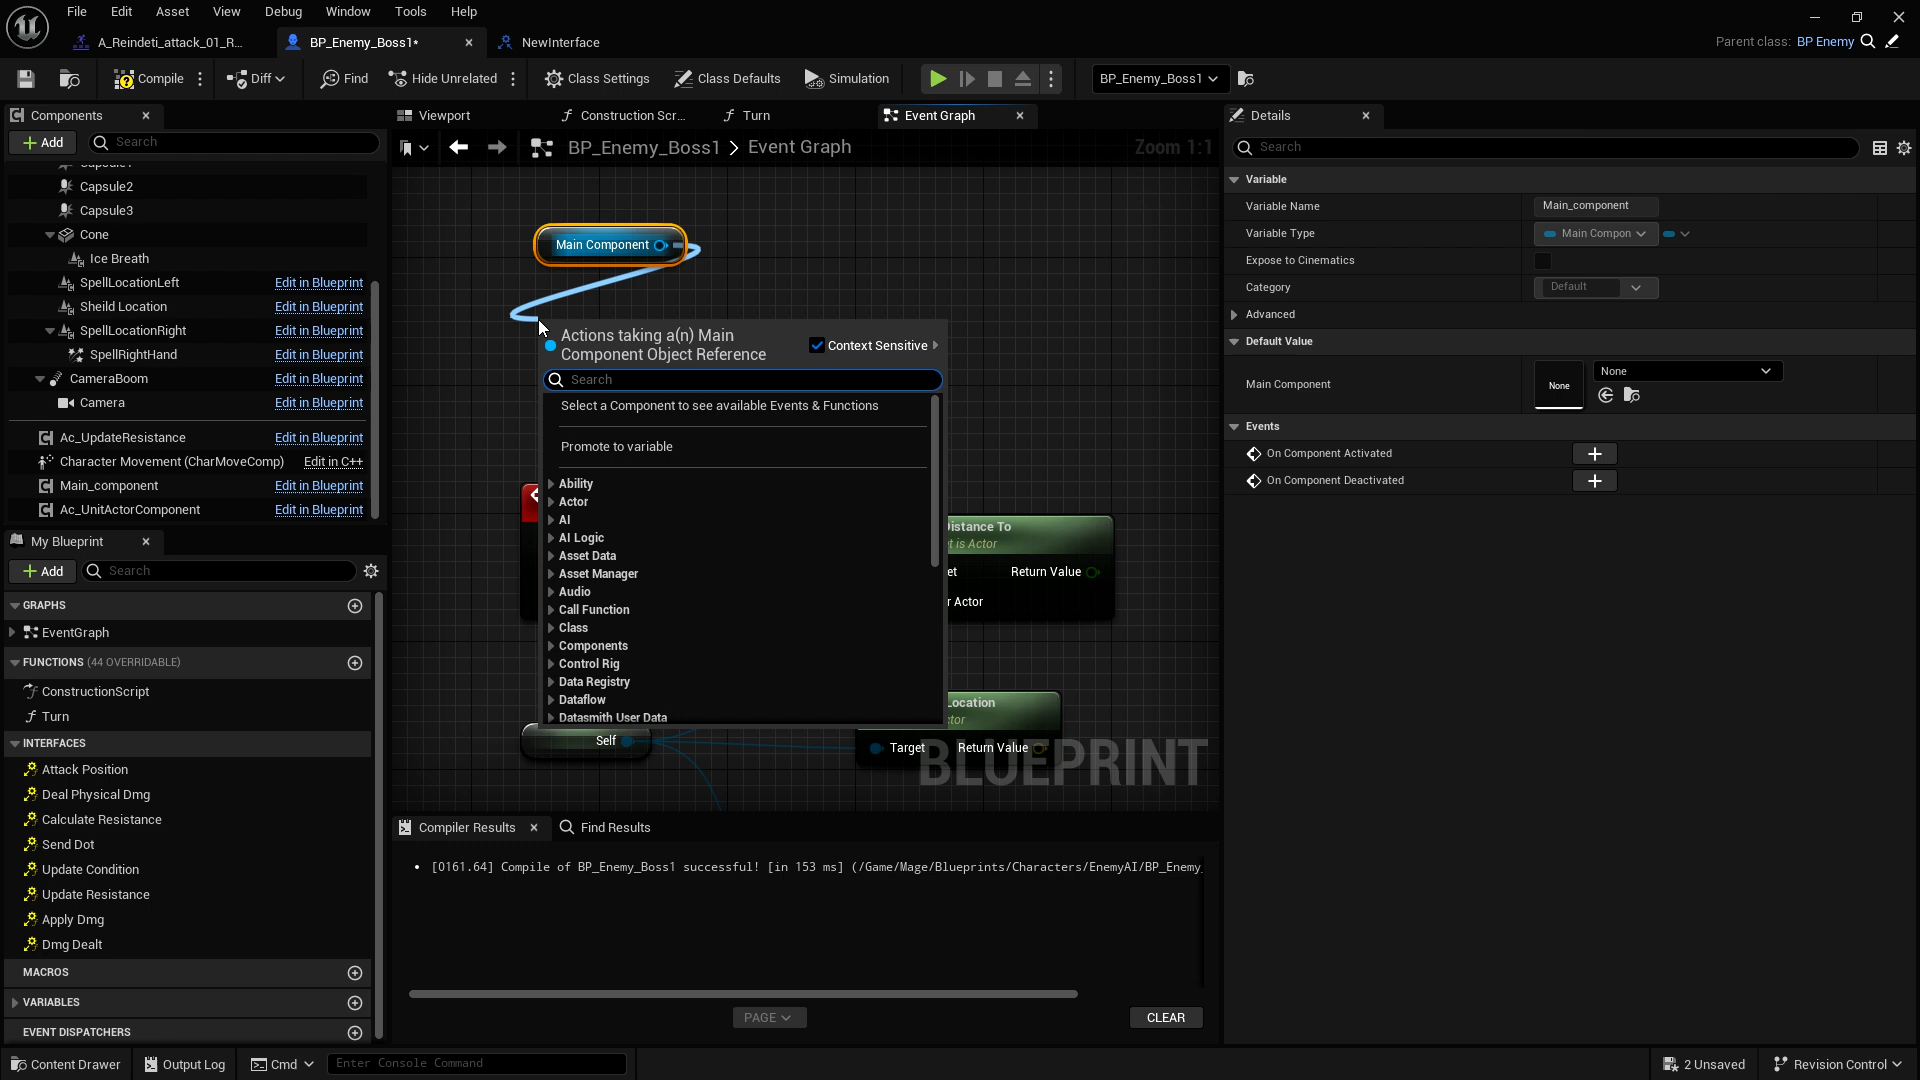 File Edit Asset View Debug Window Tools Help
A_Reindeti_attack_01_R...
BP_Enemy_Boss1*
NewInterface
Parent class: BP Enemy
Compile
Diff
Find
Hide Unrelated
Class Settings
Class Defaults
Simulation
BP_Enemy_Boss1
Components
Add
Search
Capsule1
Capsule2
Capsule3
Cone
Ice Breath
SpellLocationLeft Edit in Blueprint
Sheild Location Edit in Blueprint
SpellLocationRight Edit in Blueprint
SpellRightHand Edit in Blueprint
CameraBoom Edit in Blueprint
Camera Edit in Blueprint
Ac_UpdateResistance Edit in Blueprint
Character Movement (CharMoveComp) Edit in C++
Main_component Edit in Blueprint
Ac_UnitActorComponent Edit in Blueprint
My Blueprint
Add
Search
GRAPHS
EventGraph
FUNCTIONS (44 OVERRIDABLE)
ConstructionScript
Turn
INTERFACES
Attack Position
Deal Physical Dmg
Calculate Resistance
Send Dot
Update Condition
Update Resistance
Apply Dmg
Dmg Dealt
MACROS
VARIABLES
EVENT DISPATCHERS
Viewport
Construction Scr...
Turn
Event Graph
BP_Enemy_Boss1 > Event Graph
Zoom 1:1
Main Component
Actions taking a(n) Main
Component Object Reference
Context Sensitive
Search
Select a Component to see available Events & Functions
Promote to variable
Ability
Actor
AI
AI Logic
Asset Data
Asset Manager
Audio
Call Function
Class
Components
Control Rig
Data Registry
Dataflow
Datasmith User Data
Distance To
et is Actor
et Return Value
r Actor
Location
ctor
Target Return Value
Self
BLUEPRINT
Compiler Results
Find Results
[0161.64] Compile of BP_Enemy_Boss1 successful! [in 153 ms] (/Game/Mage/Blueprints/Characters/EnemyAI/BP_Enemy_
PAGE
CLEAR
Details
Search
Variable
Variable Name Main_component
Variable Type Main Compon
Expose to Cinematics
Category Default
Advanced
Default Value
Main Component None None
Events
On Component Activated
On Component Deactivated
Content Drawer
Output Log
Cmd
Enter Console Command
2 Unsaved
Revision Control